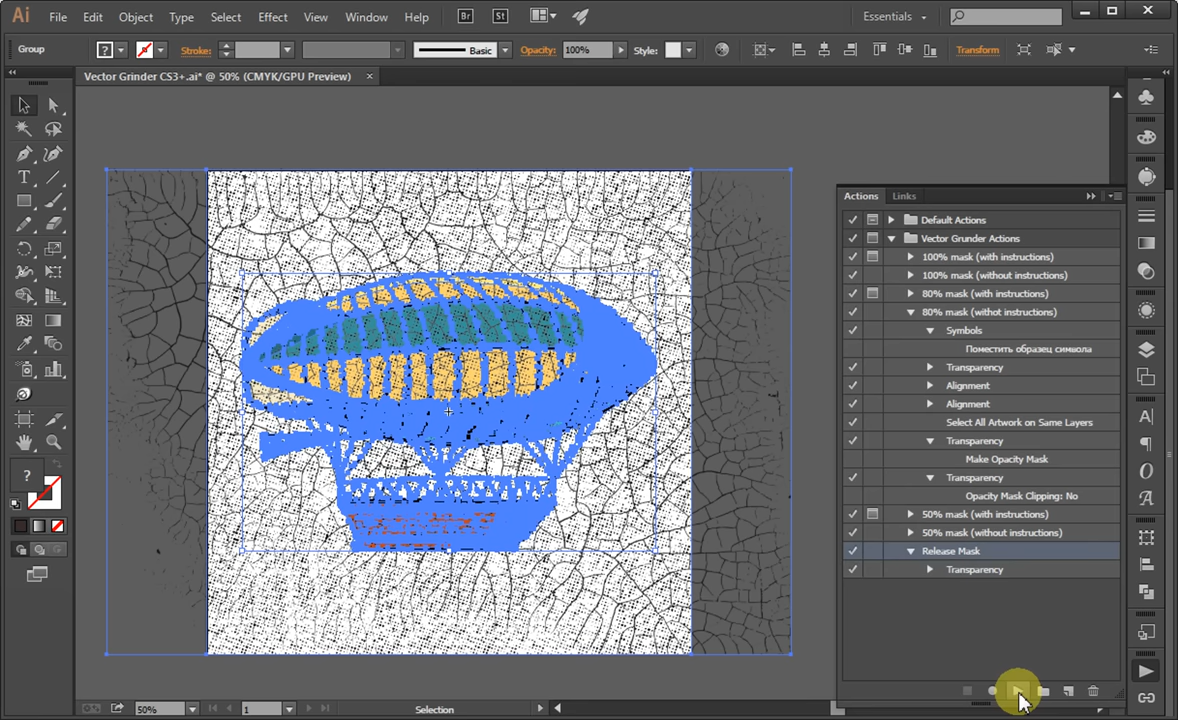 Ai File Edit Object Type Select Effect View Window Help Br St Essentials
Group ? Stroke: Basic Opacity: 100% Style: Transform
Vector Grinder CS3+.ai* @ 50% (CMYK/GPU Preview) ×
Actions Links
Default Actions
Vector Grunder Actions
100% mask (with instructions)
100% mask (without instructions)
80% mask (with instructions)
80% mask (withot instructions)
Symbols
Поместить образец символа
Transparency
Alignment
Alignment
Select All Artwork on Same Layers
Transparency
Make Opacity Mask
Transparency
Opacity Mask Clipping: No
50% mask (with instructions)
50% mask (without instructions)
Release Mask
Transparency
?
50% 1 Selection